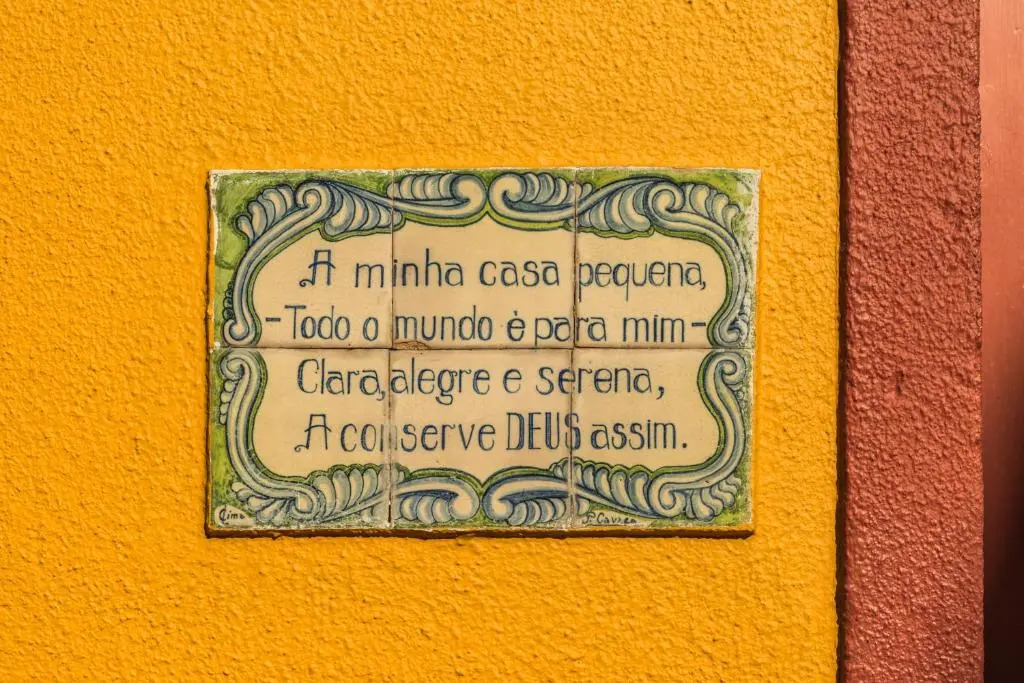 A minha casa pequena,
- Todo o mundo è para mim -
Clara, alegre e serena,
A conserve DEUS assim.